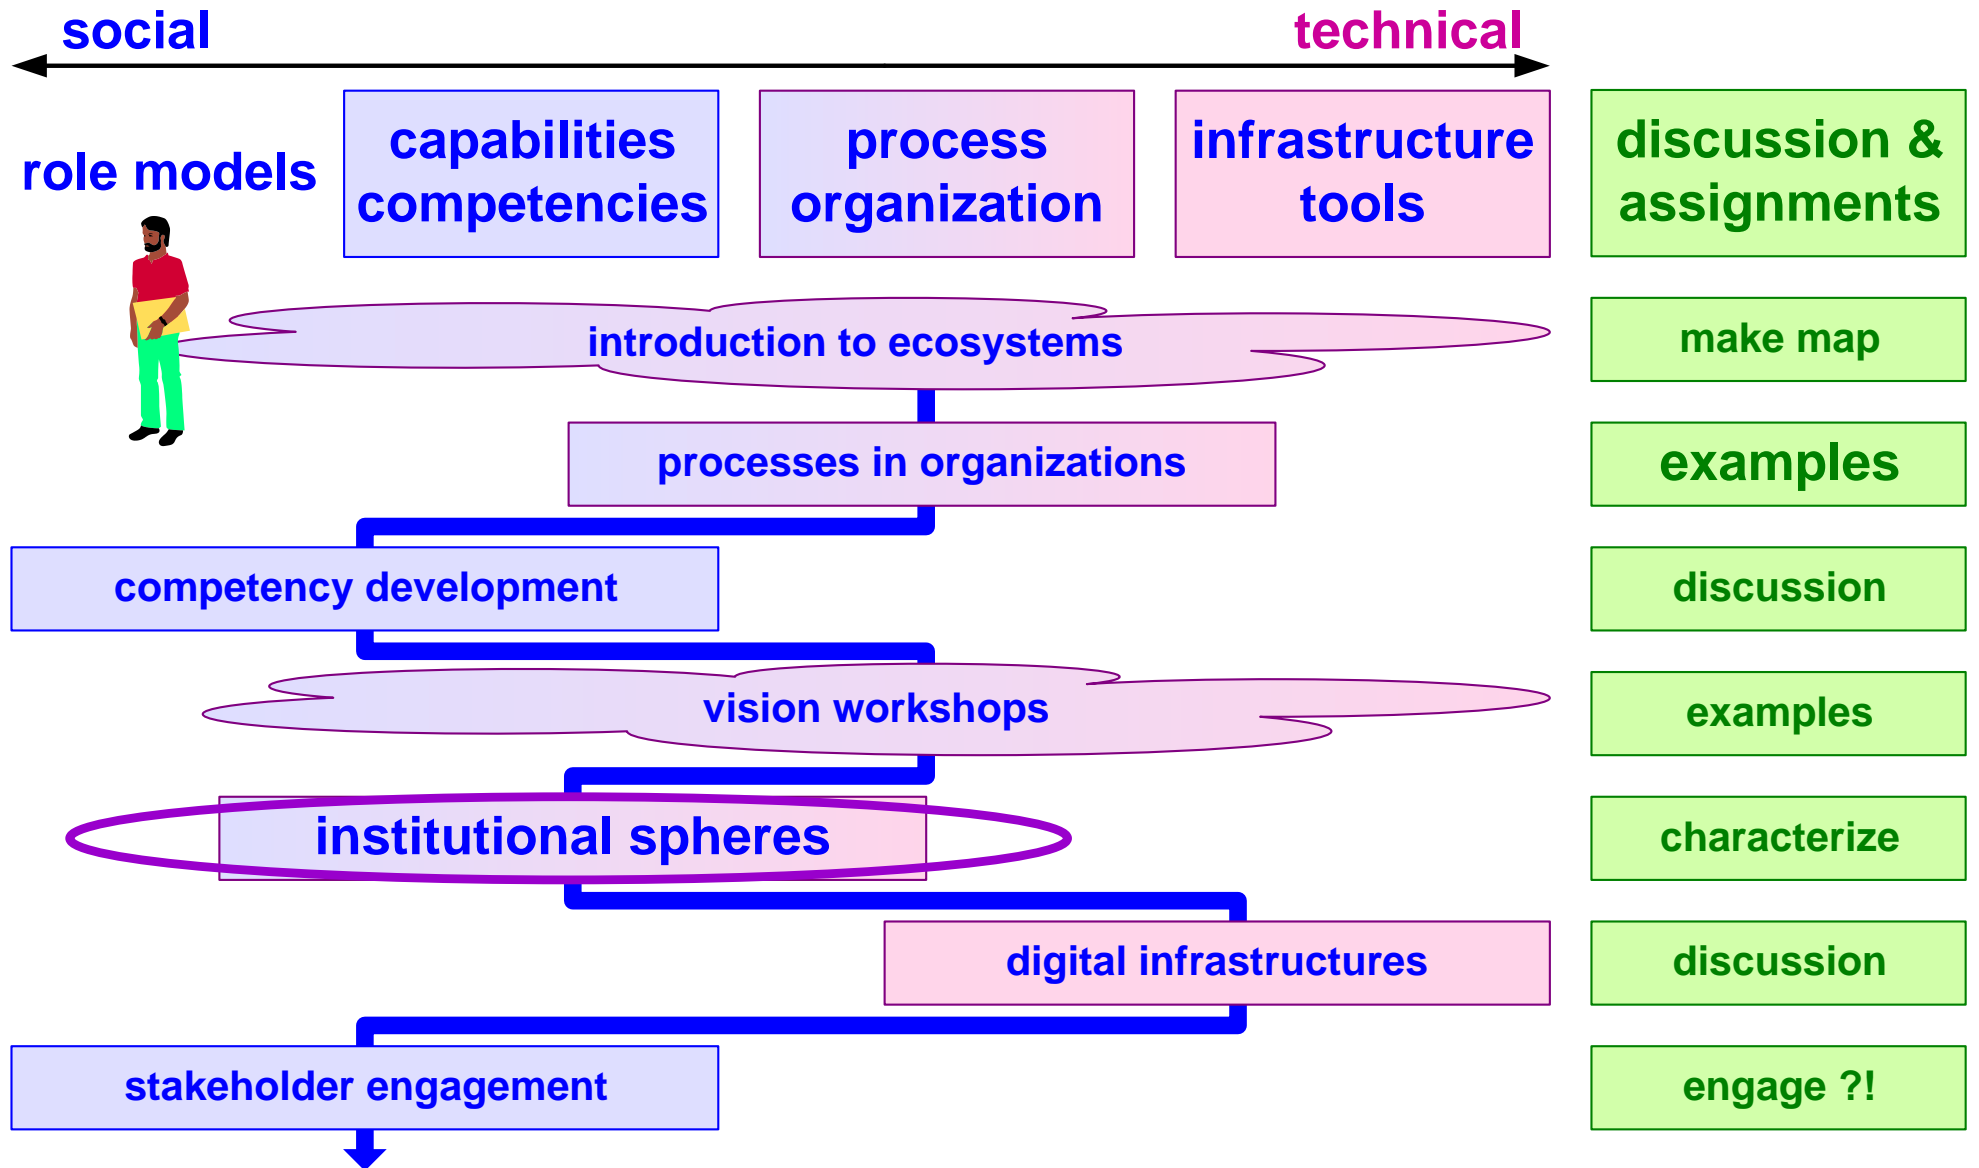 social
technical
role models
capabilities
competencies
process
organization
infrastructure
tools
discussion &
assignments
introduction to ecosystems
make map
processes in organizations
examples
competency development
discussion
vision workshops
examples
institutional spheres
characterize
digital infrastructures
discussion
stakeholder engagement
engage ?!